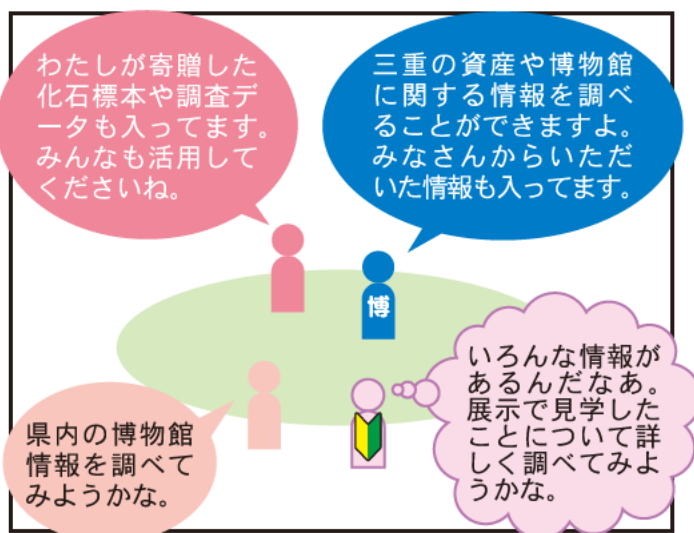 わたしが寄贈した
化石標本や調査デ
ータも入ってます。
みんなも活用して
くださいね。
三重の資産や博物館
に関する情報を調べ
ることができますよ。
みなさんからいただ
いた情報も入ってます。
博
県内の博物館
情報を調べて
みようかな。
いろんな情報が
あるんだなあ。
展示で見学した
ことについて詳
しく調べてみよ
うかな。